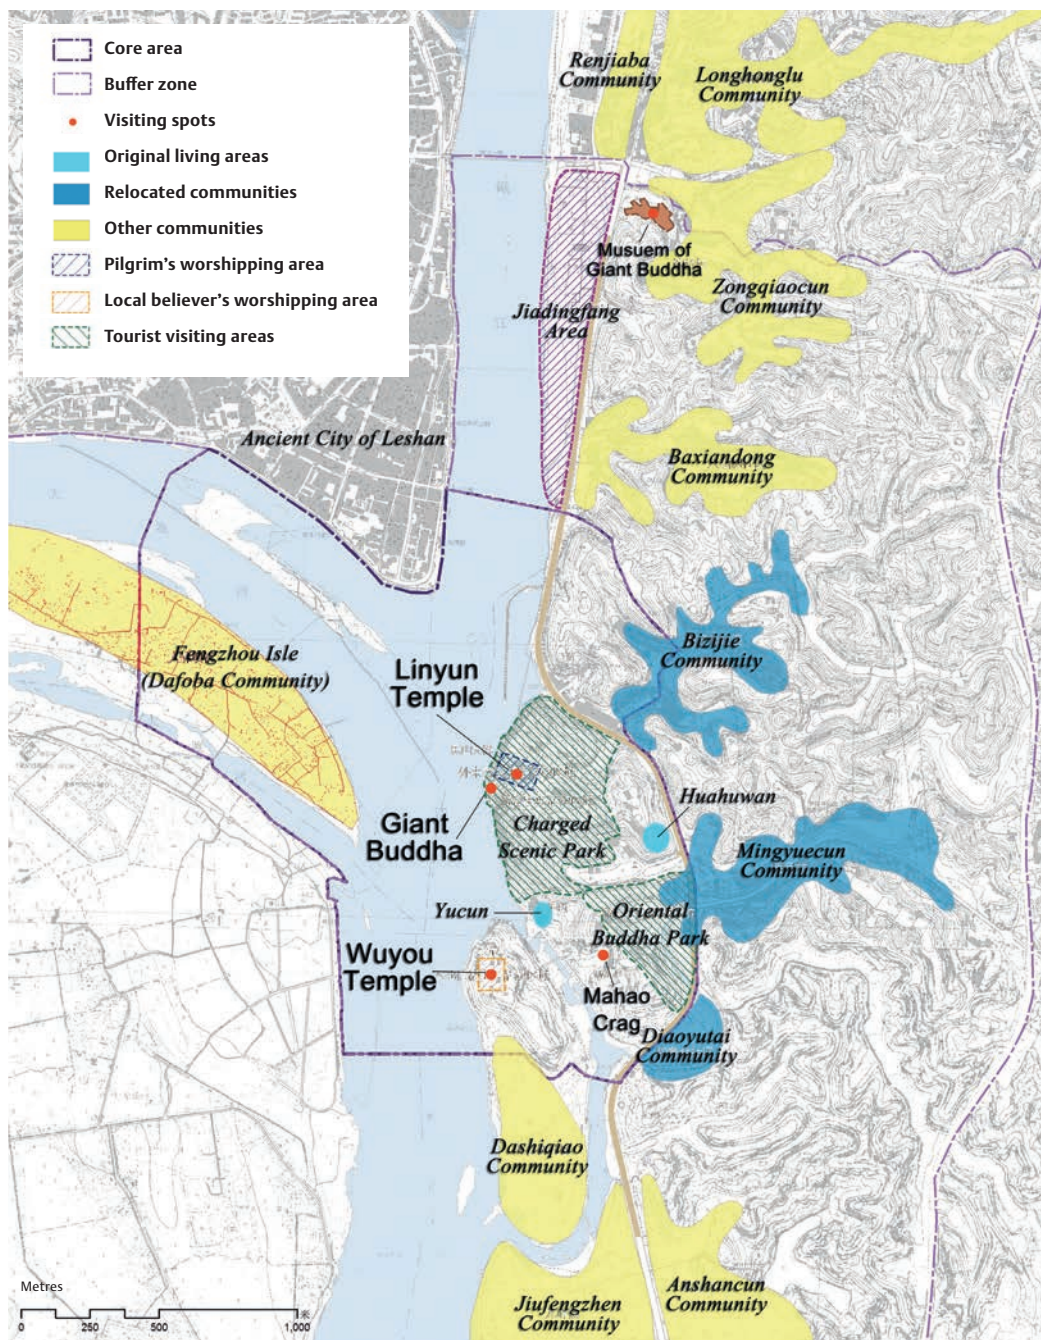 Core area
Buffer zone
Visiting spots
Original living areas
Relocated communities
Other communities
Pilgrim's worshipping area
Local believer's worshipping area
Tourist visiting areas
Renjiaba
Community
Longhonglu
Community
Musuem of
Giant Buddha
Zongqiaocun
Community
Jiadingfang
Area
Ancient City of Leshan
Baxiandong
Community
Bizijie
Community
Fengzhou Isle
(Dafoba Community)
Linyun
Temple
Giant
Buddha
Charged
Scenic Park
Huahuwan
Mingyuecun
Community
Yucun
Oriental
Buddha Park
Wuyou
Temple
Mahao
Crag
Diaoyutai
Community
Dashiqiao
Community
Jiufengzhen
Community
Anshancun
Community
Metres
0 250 500 1,000 米